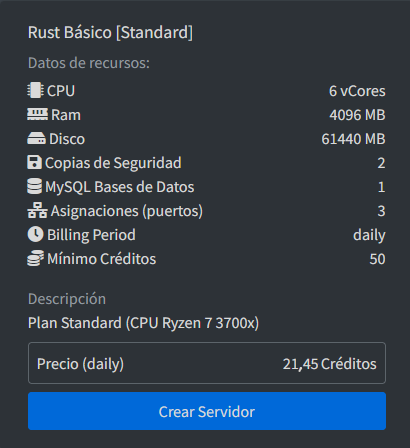 Rust Básico [Standard]
Datos de recursos:
CPU 6 vCores
Ram 4096 MB
Disco 61440 MB
Copias de Seguridad 2
MySQL Bases de Datos 1
Asignaciones (puertos) 3
Billing Period daily
Mínimo Créditos 50
Descripción
Plan Standard (CPU Ryzen 7 3700x)
Precio (daily) 21,45 Créditos
Crear Servidor